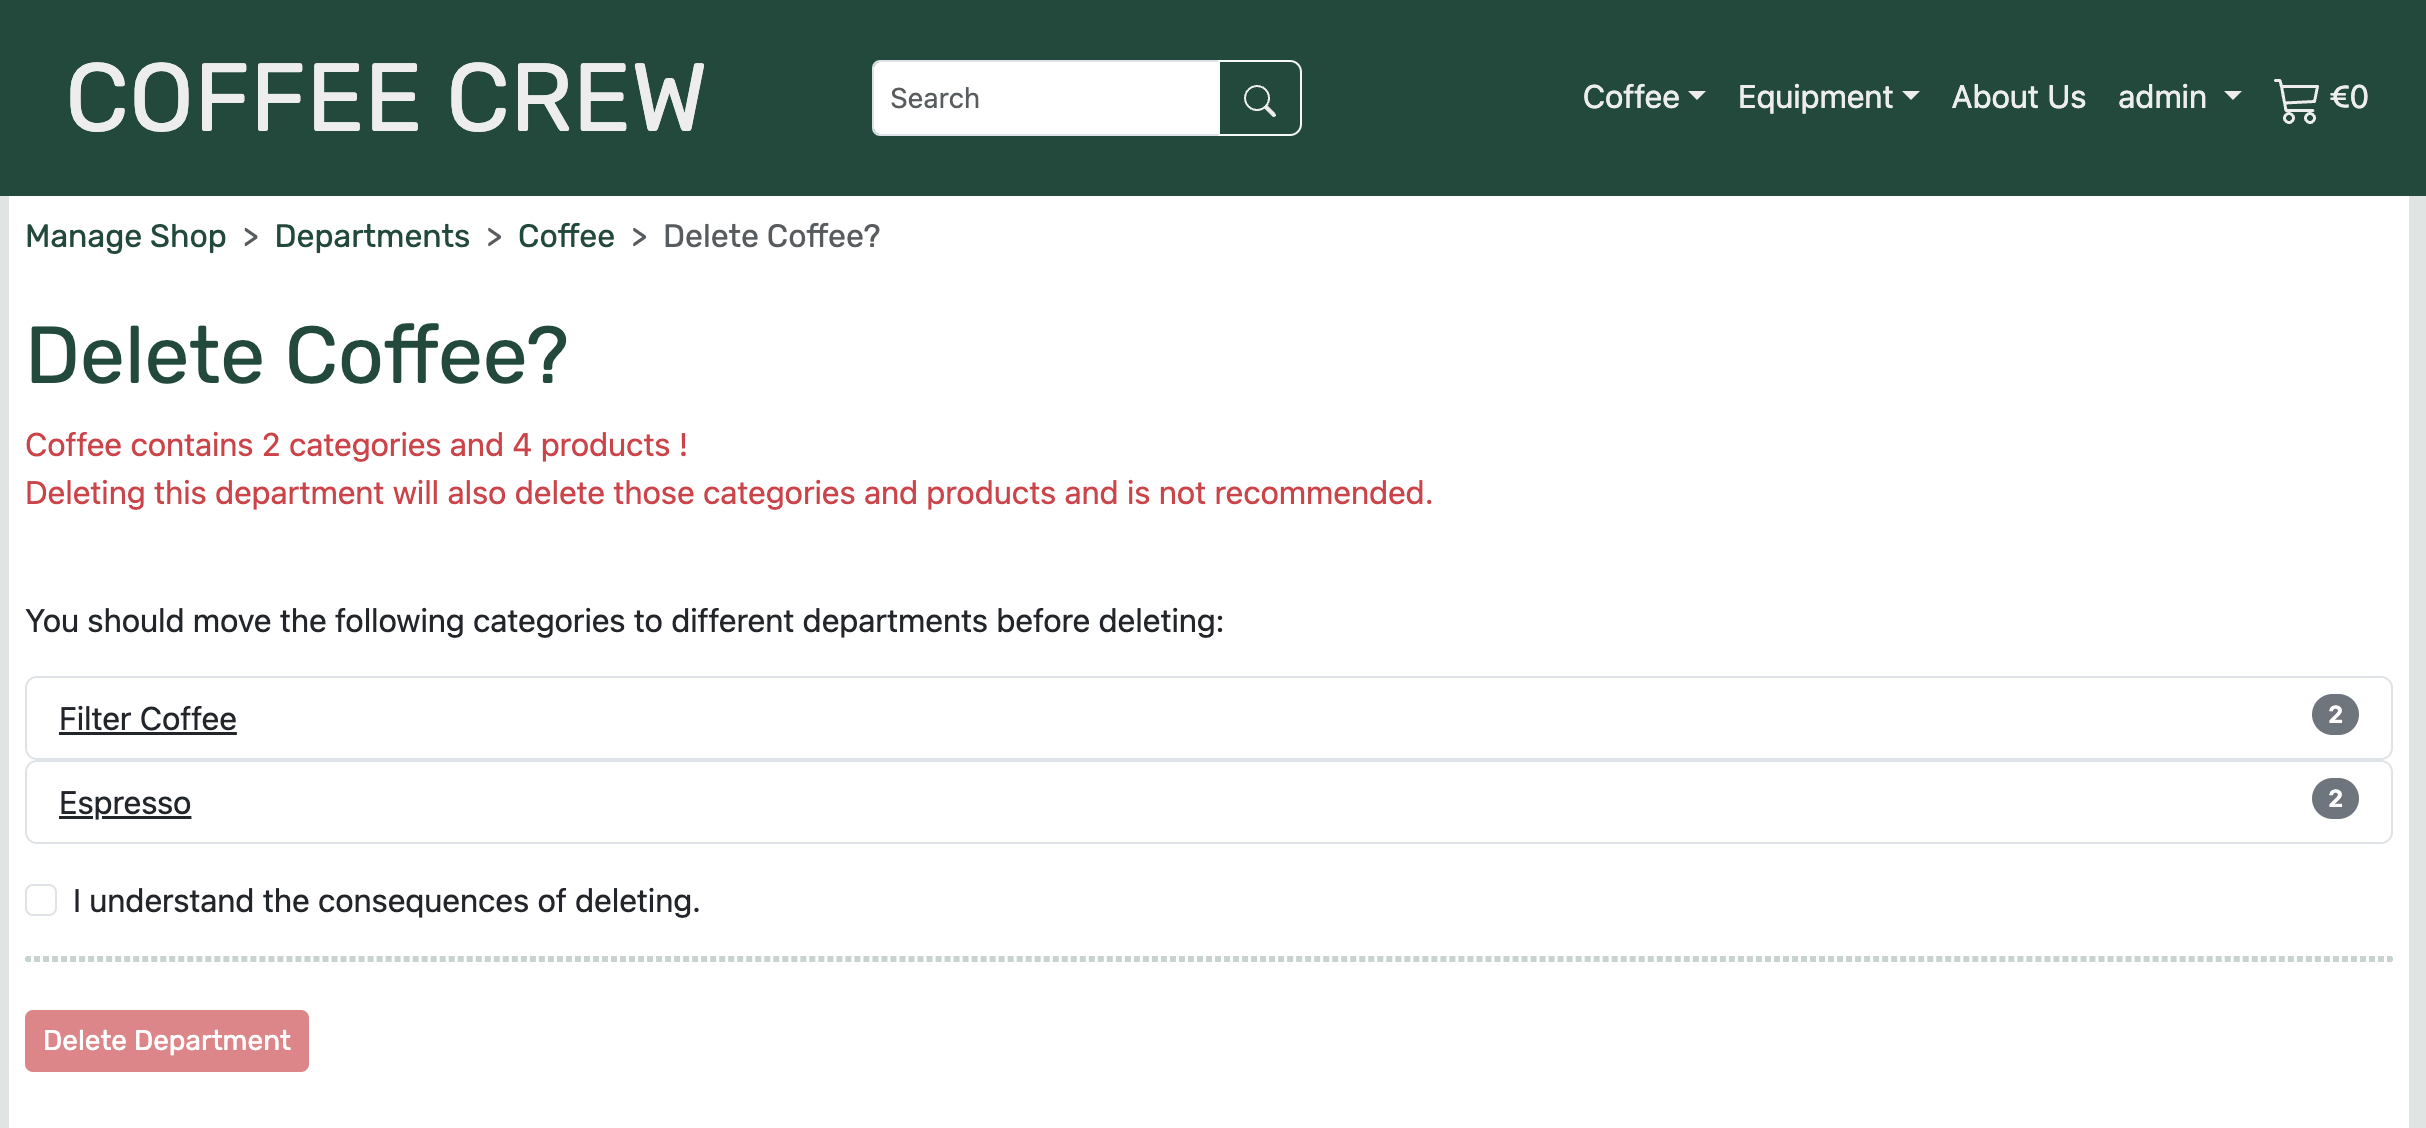 COFFEE CREW
Search
Coffee
Equipment
About Us
admin
€0
Manage Shop > Departments > Coffee > Delete Coffee?
Delete Coffee?
Coffee contains 2 categories and 4 products !
Deleting this department will also delete those categories and products and is not recommended.
You should move the following categories to different departments before deleting:
Filter Coffee 2
Espresso 2
I understand the consequences of deleting.
Delete Department